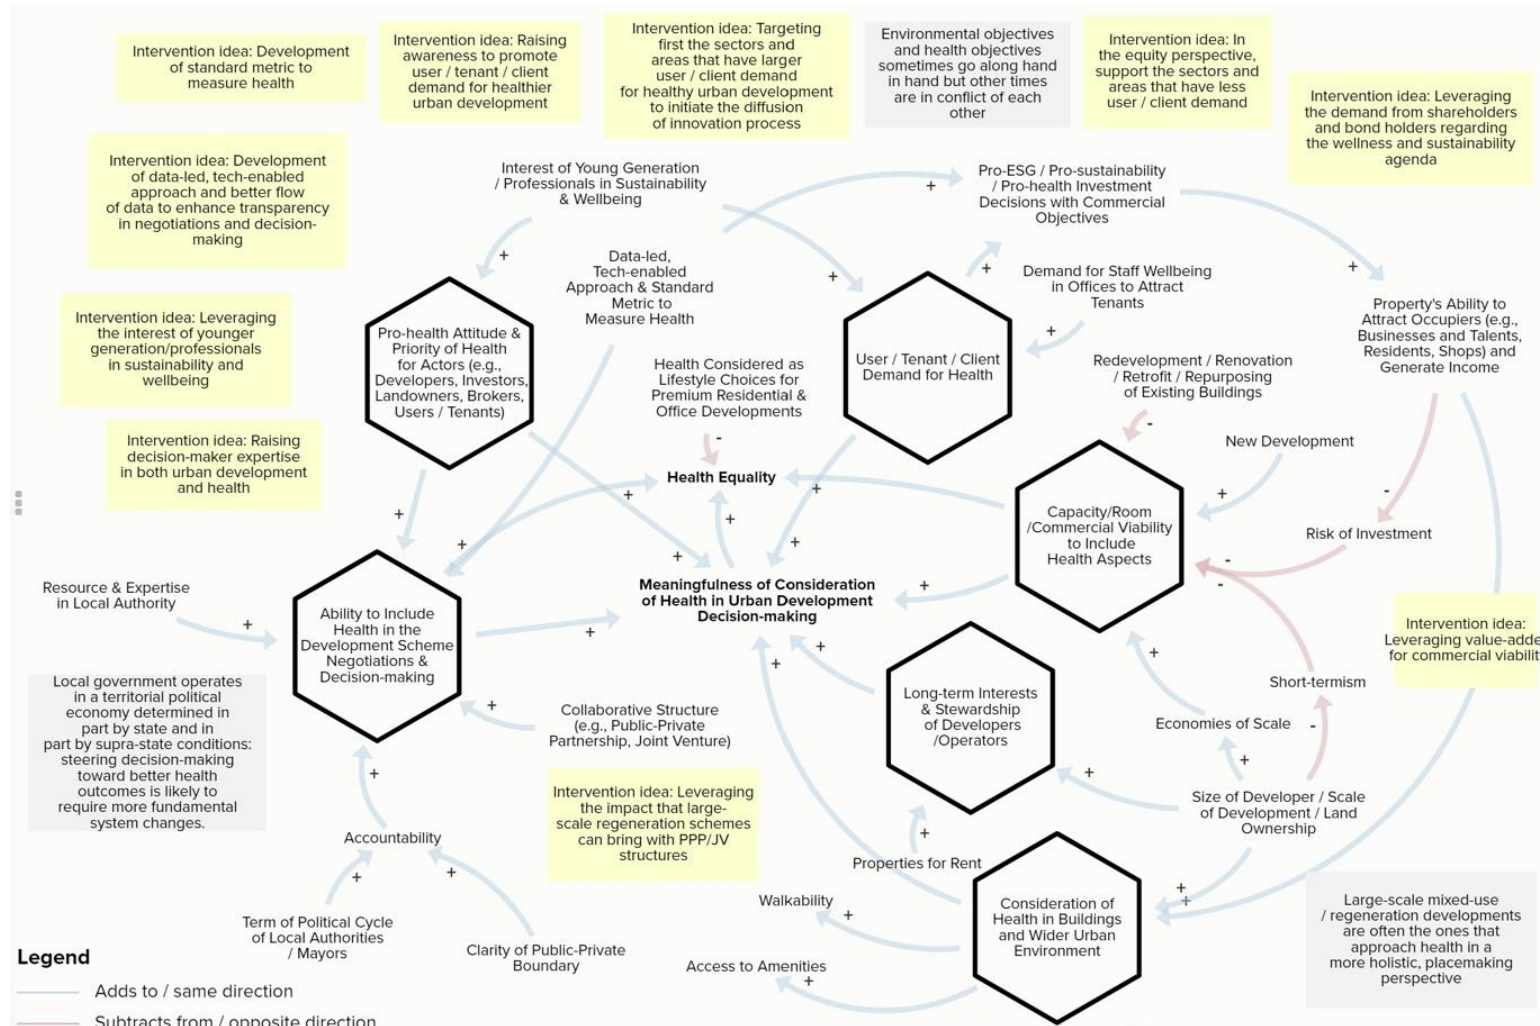 Intervention idea: Development
of standard metric to
measure health
Intervention idea: Raising
awareness to promote
user / tenant / client
demand for healthier
urban development
Intervention idea: Targeting
first the sectors and
areas that have larger
user / client demand
for healthy urban development
to initiate the diffusion
of innovation process
Environmental objectives
and health objectives
sometimes go along hand
in hand but other times
are in conflict of each
other
Intervention idea: In
the equity perspective,
support the sectors and
areas that have less
user / client demand
Intervention idea: Leveraging
the demand from shareholders
and bond holders regarding
the wellness and sustainability
agenda
Intervention idea: Development
of data-led, tech-enabled
approach and better flow
of data to enhance transparency
in negotiations and decision-
making
Interest of Young Generation
/ Professionals in Sustainability
& Wellbeing
Pro-ESG / Pro-sustainability
/ Pro-health Investment
Decisions with Commercial
Objectives
Data-led,
Tech-enabled
Approach & Standard
Metric to
Measure Health
Demand for Staff Wellbeing
in Offices to Attract
Tenants
Property's Ability to
Attract Occupiers (e.g.,
Businesses and Talents,
Residents, Shops) and
Generate Income
Intervention idea: Leveraging
the interest of younger
generation/professionals
in sustainability and
wellbeing
Pro-health Attitude &
Priority of Health
for Actors (e.g.,
Developers, Investors,
Landowners, Brokers,
Users / Tenants)
Health Considered as
Lifestyle Choices for
Premium Residential &
Office Developments
User / Tenant / Client
Demand for Health
Redevelopment / Renovation
/ Retrofit / Repurposing
of Existing Buildings
Intervention idea: Raising
decision-maker expertise
in both urban development
and health
Health Equality
New Development
Capacity/Room
/Commercial Viability
to Include
Health Aspects
Risk of Investment
Resource & Expertise
in Local Authority
Ability to Include
Health in the
Development Scheme
Negotiations &
Decision-making
Meaningfulness of Consideration
of Health in Urban Development
Decision-making
Intervention idea:
Leveraging value-adde
for commercial viabilit
Local government operates
in a territorial political
economy determined in
part by state and in
part by supra-state conditions:
steering decision-making
toward better health
outcomes is likely to
require more fundamental
system changes.
Collaborative Structure
(e.g., Public-Private
Partnership, Joint Venture)
Long-term Interests
& Stewardship
of Developers
/Operators
Short-termism
Economies of Scale
Intervention idea: Leveraging
the impact that large-
scale regeneration schemes
can bring with PPP/JV
structures
Size of Developer / Scale
of Development / Land
Ownership
Accountability
Properties for Rent
Walkability
Consideration of
Health in Buildings
and Wider Urban
Environment
Large-scale mixed-use
/ regeneration developments
are often the ones that
approach health in a
more holistic, placemaking
perspective
Term of Political Cycle
of Local Authorities
/ Mayors
Clarity of Public-Private
Boundary
Access to Amenities
Legend
Adds to / same direction
Subtracts from / opposite direction